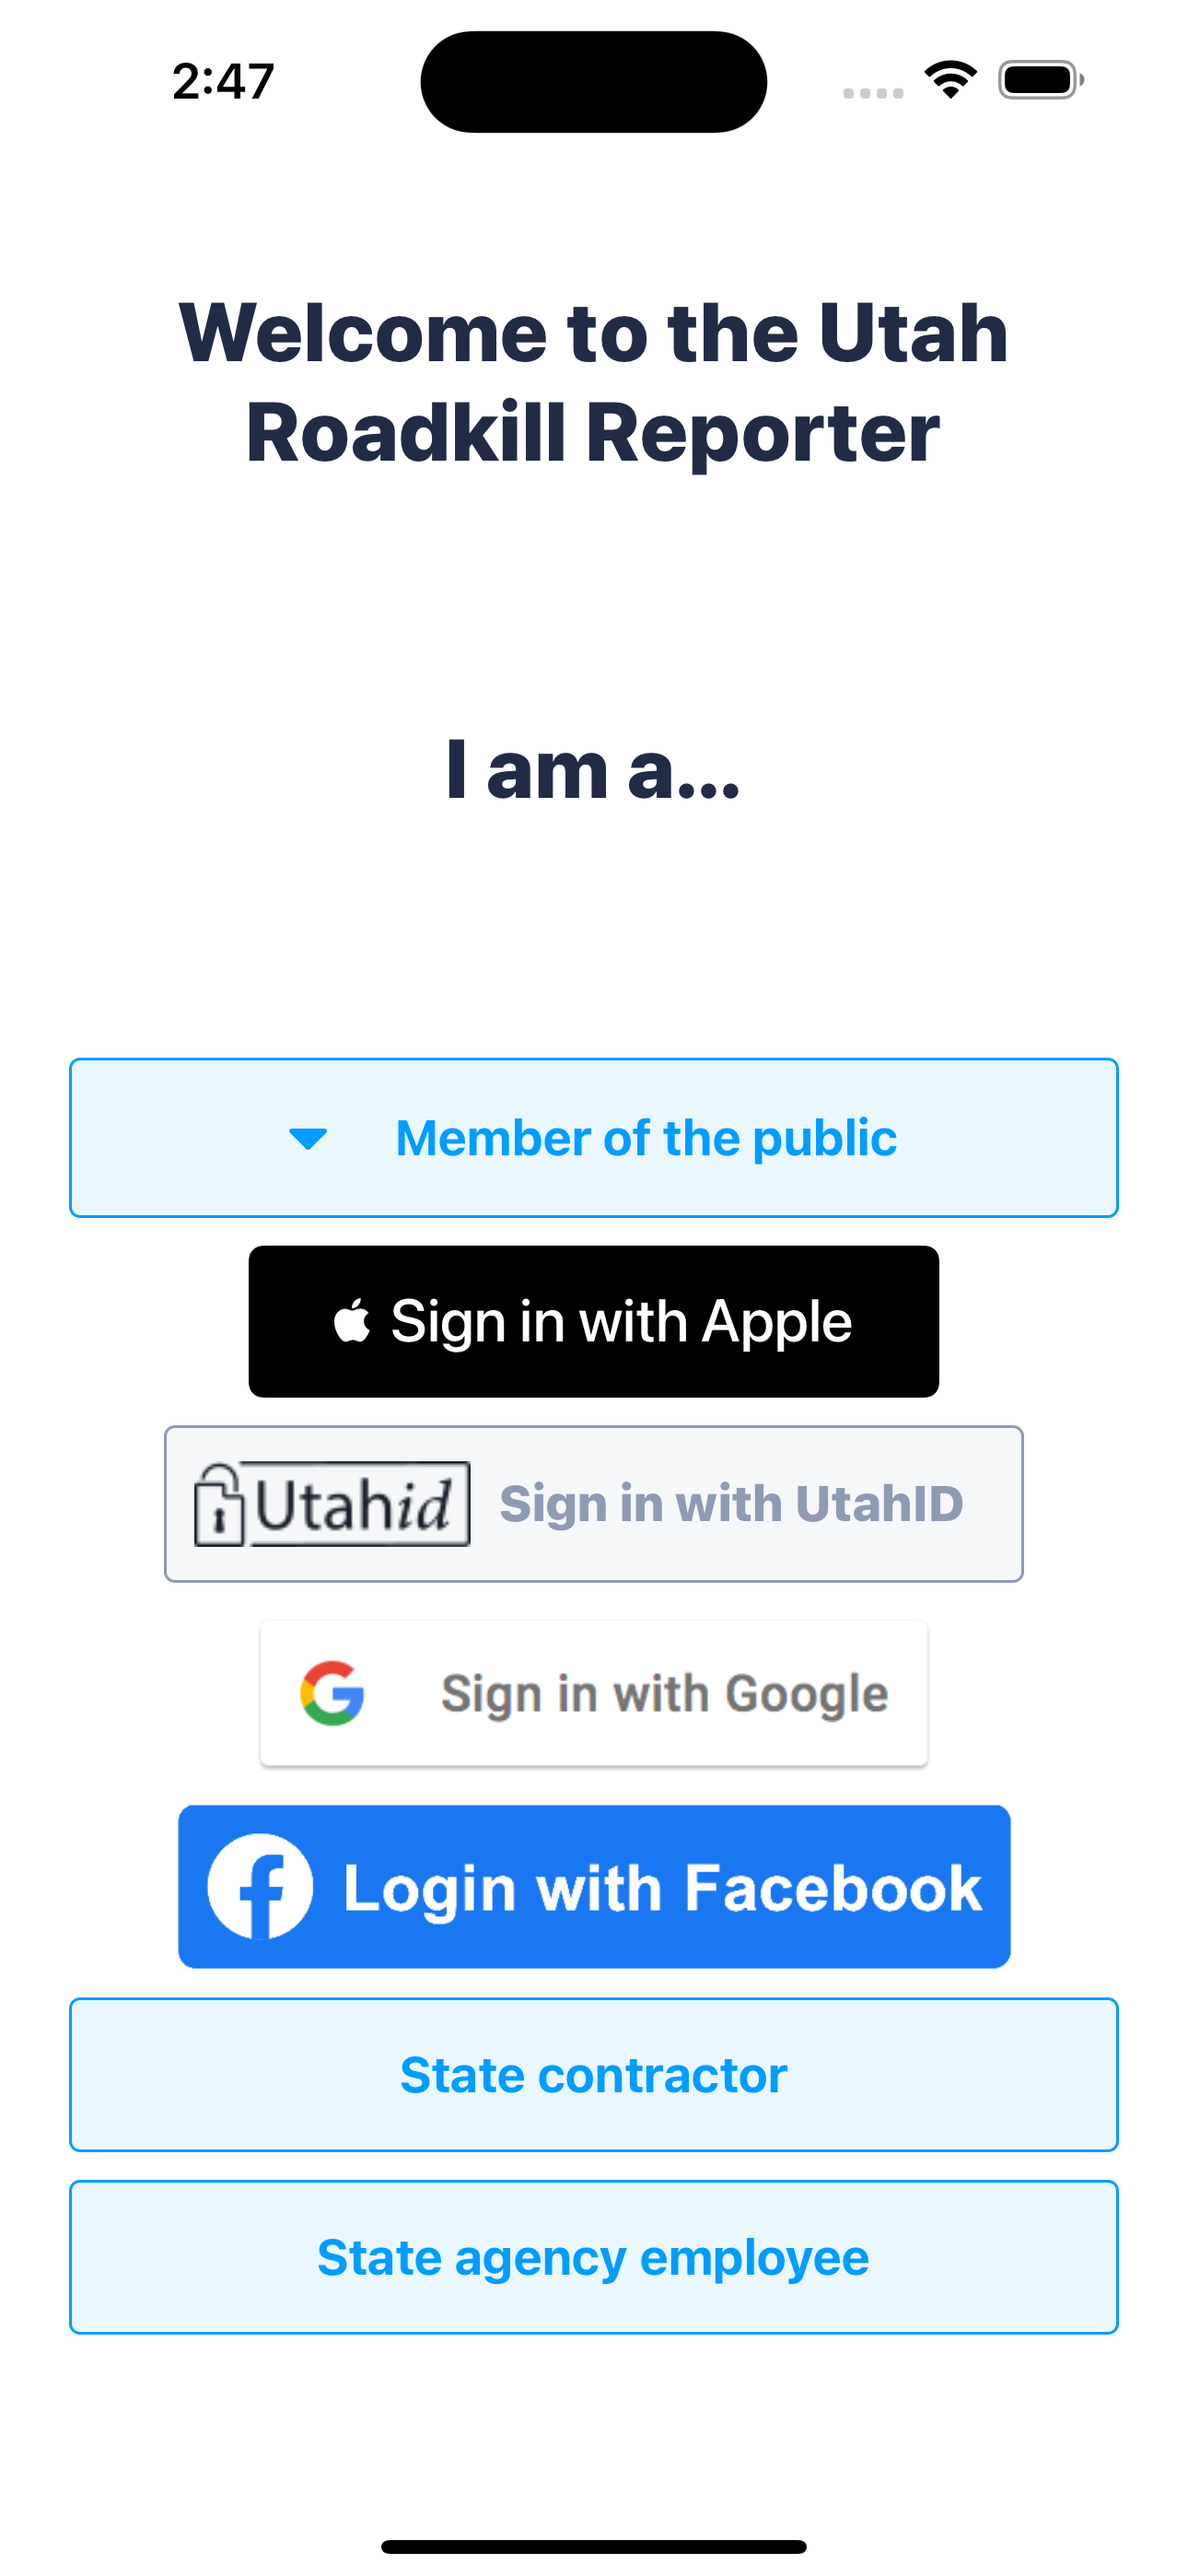 2:47
Welcome to the Utah
Roadkill Reporter
I am a...
Member of the public
Sign in with Apple
Utahid Sign in with UtahID
Sign in with Google
Login with Facebook
State contractor
State agency employee